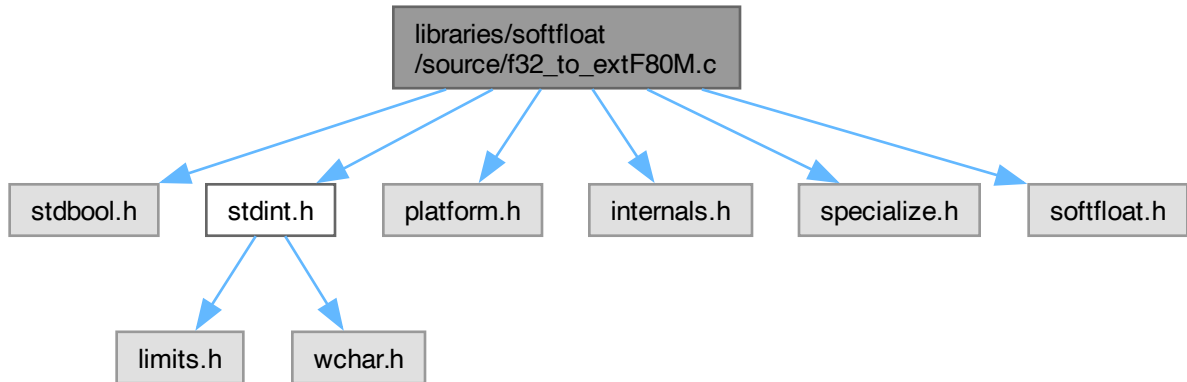 libraries/softfloat
/source/f32_to_extF80M.c
stdbool.h
stdint.h
platform.h
internals.h
specialize.h
softfloat.h
limits.h
wchar.h